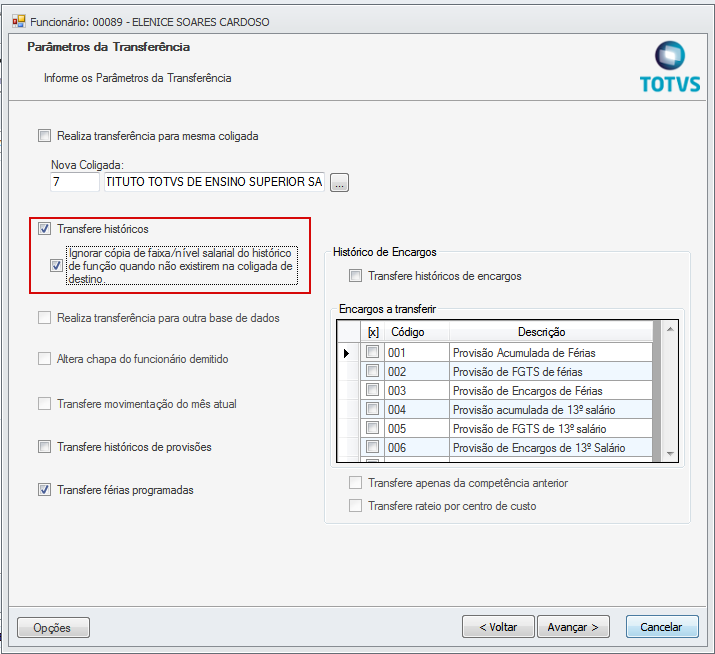 Funcionário: 00089 - ELENICE SOARES CARDOSO
Parâmetros da Transferência
Informe os Parâmetros da Transferência
TOTVS
Realiza transferência para mesma coligada
Nova Coligada:
7 TITUTO TOTVS DE ENSINO SUPERIOR SA ...
Transfere históricos
Ignorar cópia de faixa/nível salarial do histórico
de função quando não existirem na coligada de
destino.
Realiza transferência para outra base de dados
Altera chapa do funcionário demitido
Transfere movimentação do mês atual
Transfere históricos de provisões
Transfere férias programadas
Histórico de Encargos
Transfere históricos de encargos
Encargos a transferir
[x] Código Descrição
001 Provisão Acumulada de Férias
002 Provisão de FGTS de férias
003 Provisão de Encargos de Férias
004 Provisão acumulada de 13º salário
005 Provisão de FGTS de 13º salário
006 Provisão de Encargos de 13º Salário
Transfere apenas da competência anterior
Transfere rateio por centro de custo
Opções
< Voltar
Avançar >
Cancelar